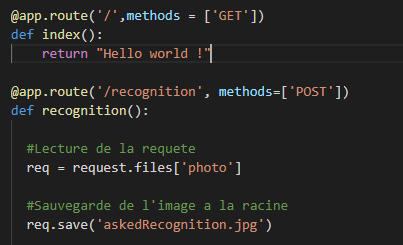 @app.route('/',methods = ['GET'])
def index():
    return "Hello world !"
@app.route('/recognition', methods=['POST'])
def recognition():
  #Lecture de la requete
  req = request.files['photo']
  #Sauvegarde de l'image a la racine
  req.save('askedRecognition.jpg')